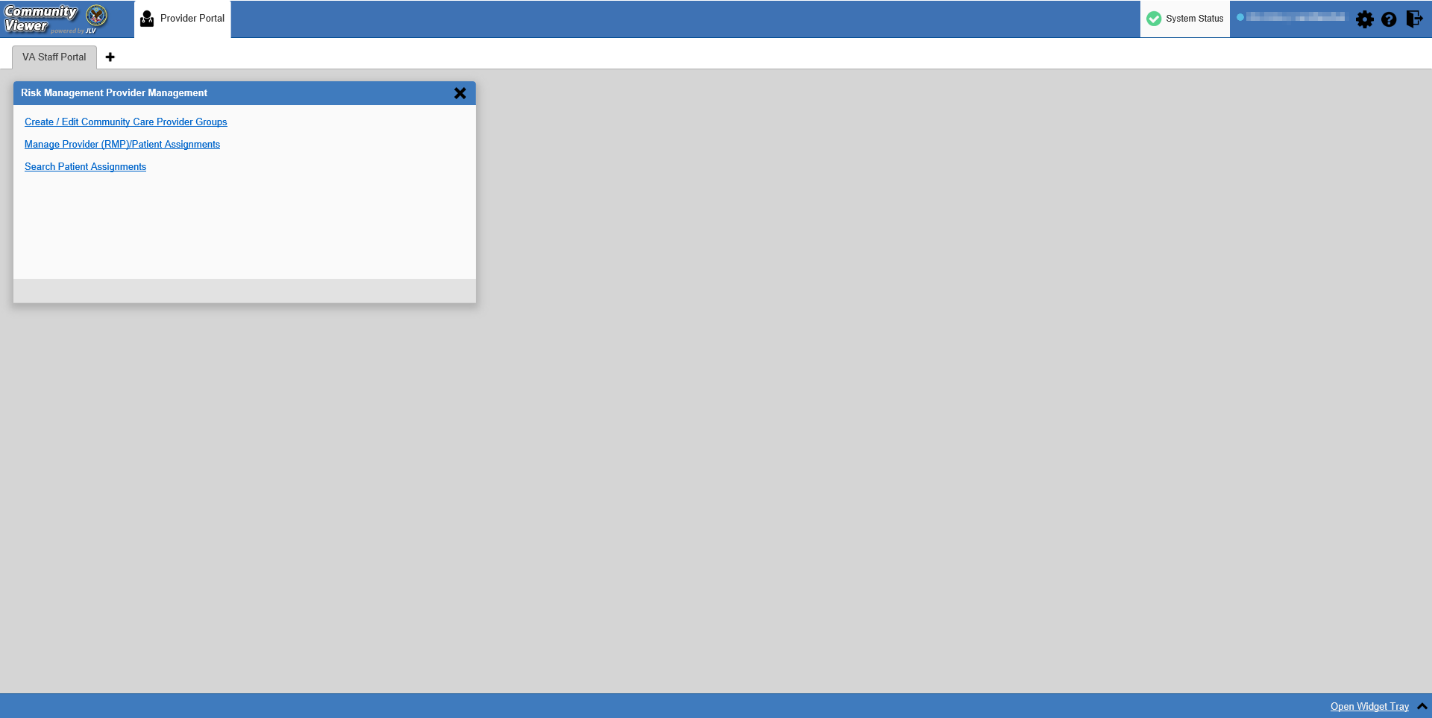 Community
Viewer
powered by JLV
Provider Portal
System Status
VA Staff Portal
Risk Management Provider Management
Create / Edit Community Care Provider Groups
Manage Provider (RMP)/Patient Assignments
Search Patient Assignments
Open Widget Tray